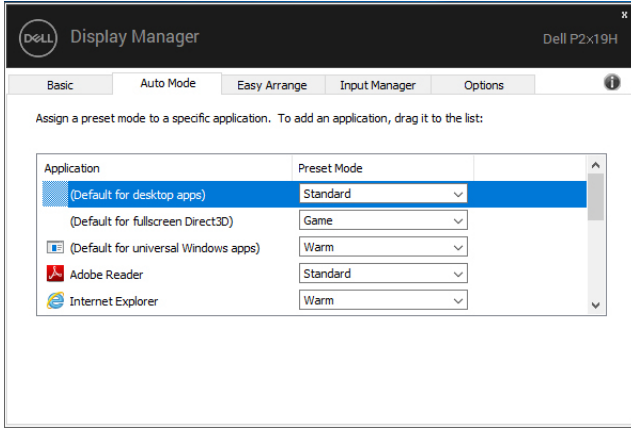 x
DELL Display Manager Dell P2x19H
Basic Auto Mode Easy Arrange Input Manager Options i
Assign a preset mode to a specific application. To add an application, drag it to the list:
Application Preset Mode
(Default for desktop apps) Standard
(Default for fullscreen Direct3D) Game
(Default for universal Windows apps) Warm
Adobe Reader Standard
Internet Explorer Warm